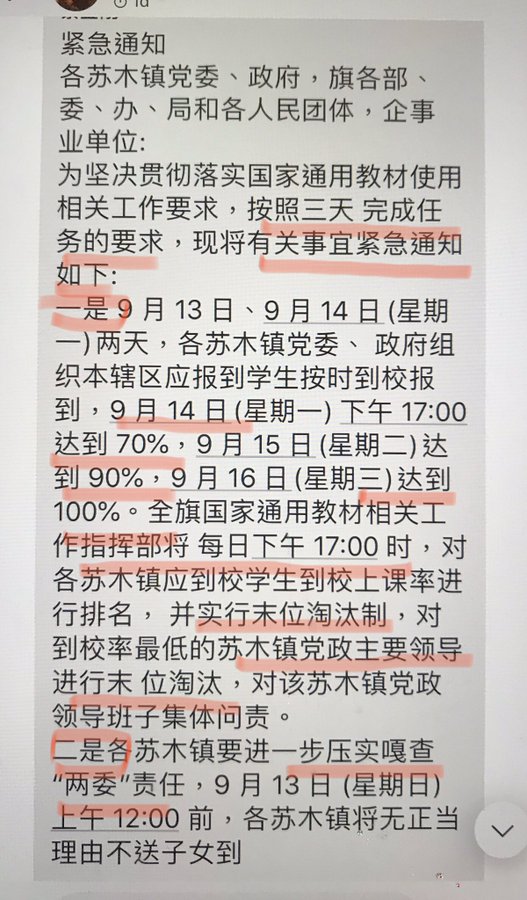 1d
紧急通知
各苏木镇党委、政府，旗各部、
委、办、局和各人民团体，企事
业单位:
为坚决贯彻落实国家通用教材使用
相关工作要求，按照三天 完成任
务的要求，现将有关事宜紧急通知
如下:
一是 9 月 13 日、9 月 14 日 (星期
一) 两天，各苏木镇党委、 政府组
织本辖区应报到学生按时到校报
到，9 月 14 日 (星期一) 下午 17:00
达到 70%，9 月 15 日 (星期二) 达
到 90%，9 月 16 日 (星期三) 达到
100%。全旗国家通用教材相关工
作指挥部将 每日下午 17:00 时，对
各苏木镇应到校学生到校上课率进
行排名， 并实行末位淘汰制，对
到校率最低的苏木镇党政主要领导
进行末 位淘汰，对该苏木镇党政
领导班子集体问责。
二是各苏木镇要进一步压实嘎查
“两委”责任，9 月 13 日 (星期日)
上午 12:00 前，各苏木镇将无正当
理由不送子女到